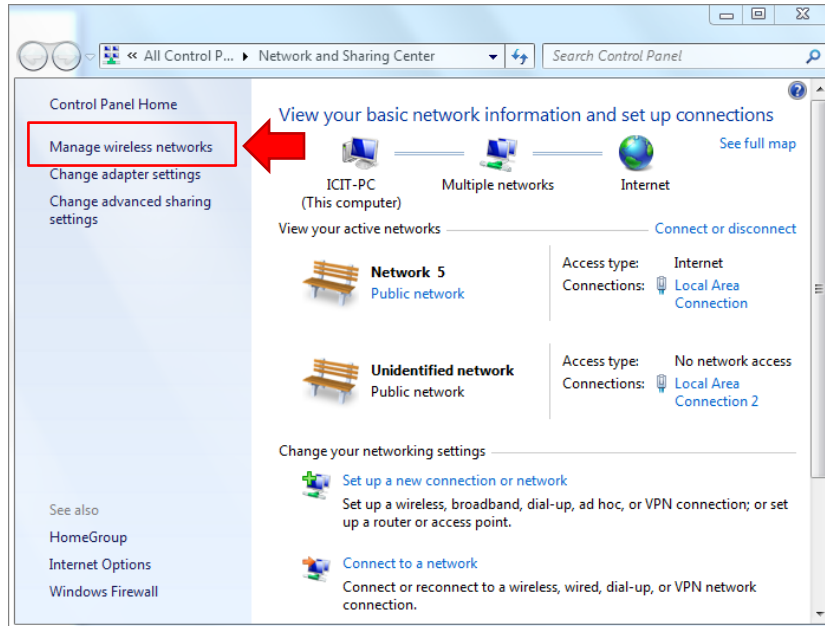 « All Control P... ▸ Network and Sharing Center
Search Control Panel
Control Panel Home
Manage wireless networks
Change adapter settings
Change advanced sharing
settings
See also
HomeGroup
Internet Options
Windows Firewall
View your basic network information and set up connections
See full map
ICIT-PC
(This computer)
Multiple networks
Internet
View your active networks
Connect or disconnect
Network 5
Public network
Access type: Internet
Connections: Local Area
Connection
Unidentified network
Public network
Access type: No network access
Connections: Local Area
Connection 2
Change your networking settings
Set up a new connection or network
Set up a wireless, broadband, dial-up, ad hoc, or VPN connection; or set
up a router or access point.
Connect to a network
Connect or reconnect to a wireless, wired, dial-up, or VPN network
connection.